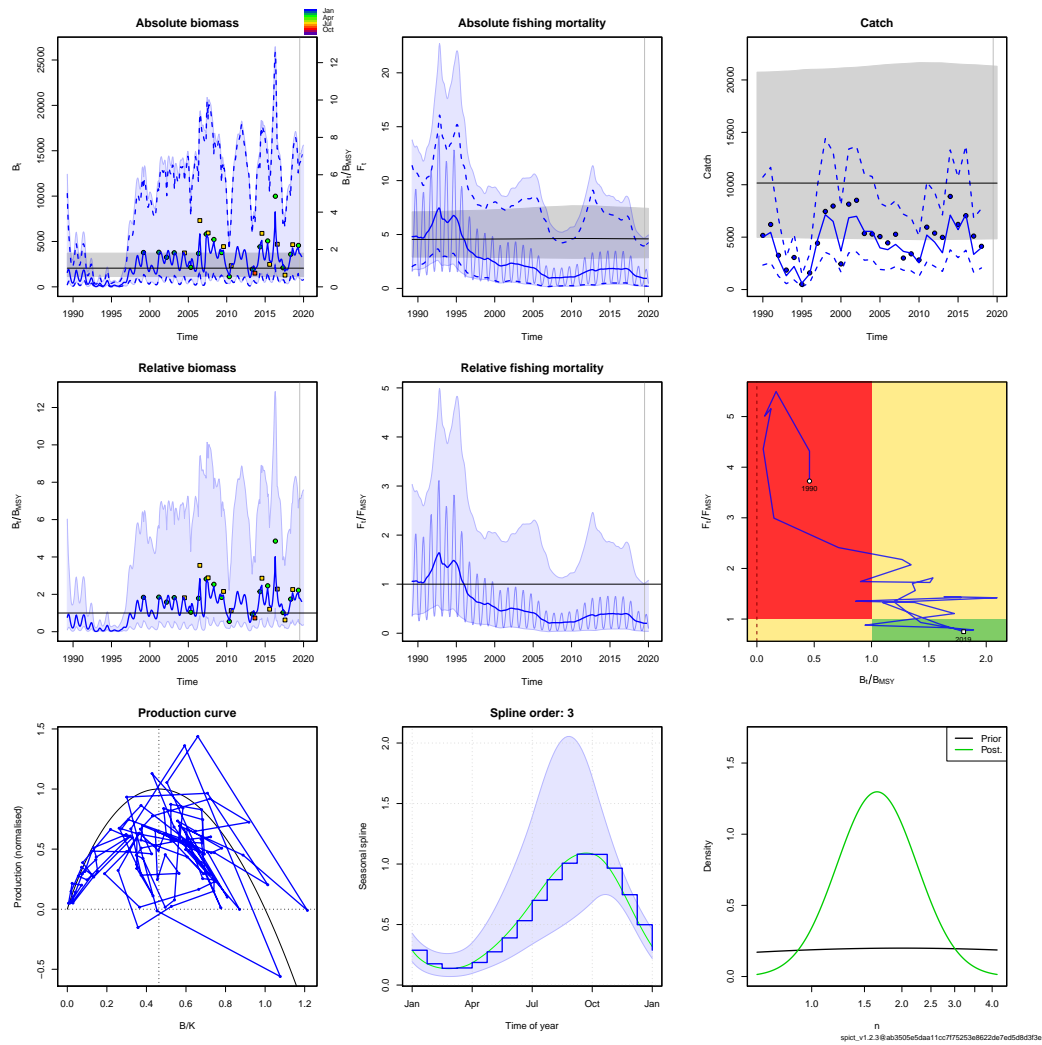 Absolute biomass
Jan
Apr
Jul
Oct
Absolute fishing mortality
Catch
0
5000
10000
15000
20000
25000
Bt
0
2
4
6
8
10
12
Bt/BMSY
1990
1995
2000
2005
2010
2015
2020
Time
Ft
0
5
10
15
20
1990
1995
2000
2005
2010
2015
2020
Time
Catch
0
5000
10000
15000
20000
1990
1995
2000
2005
2010
2015
2020
Time
Relative biomass
Bt/BMSY
0
2
4
6
8
10
12
1990
1995
2000
2005
2010
2015
2020
Time
Relative fishing mortality
Ft/FMSY
0
1
2
3
4
5
1990
1995
2000
2005
2010
2015
2020
Time
Ft/FMSY
1
2
3
4
5
1990
2019
0.0
0.5
1.0
1.5
2.0
Bt/BMSY
Production curve
Production (normalised)
-0.5
0.0
0.5
1.0
1.5
0.0
0.2
0.4
0.6
0.8
1.0
1.2
B/K
Spline order: 3
Seasonal spline
0.0
0.5
1.0
1.5
2.0
Jan
Apr
Jul
Oct
Jan
Time of year
Prior
Post.
Density
0.0
0.5
1.0
1.5
1.0
1.5
2.0
2.5
3.0
4.0
n
spict_v1.2.3@ab3505e5daa11cc7f75253e8622de7ed5d8d3f3e